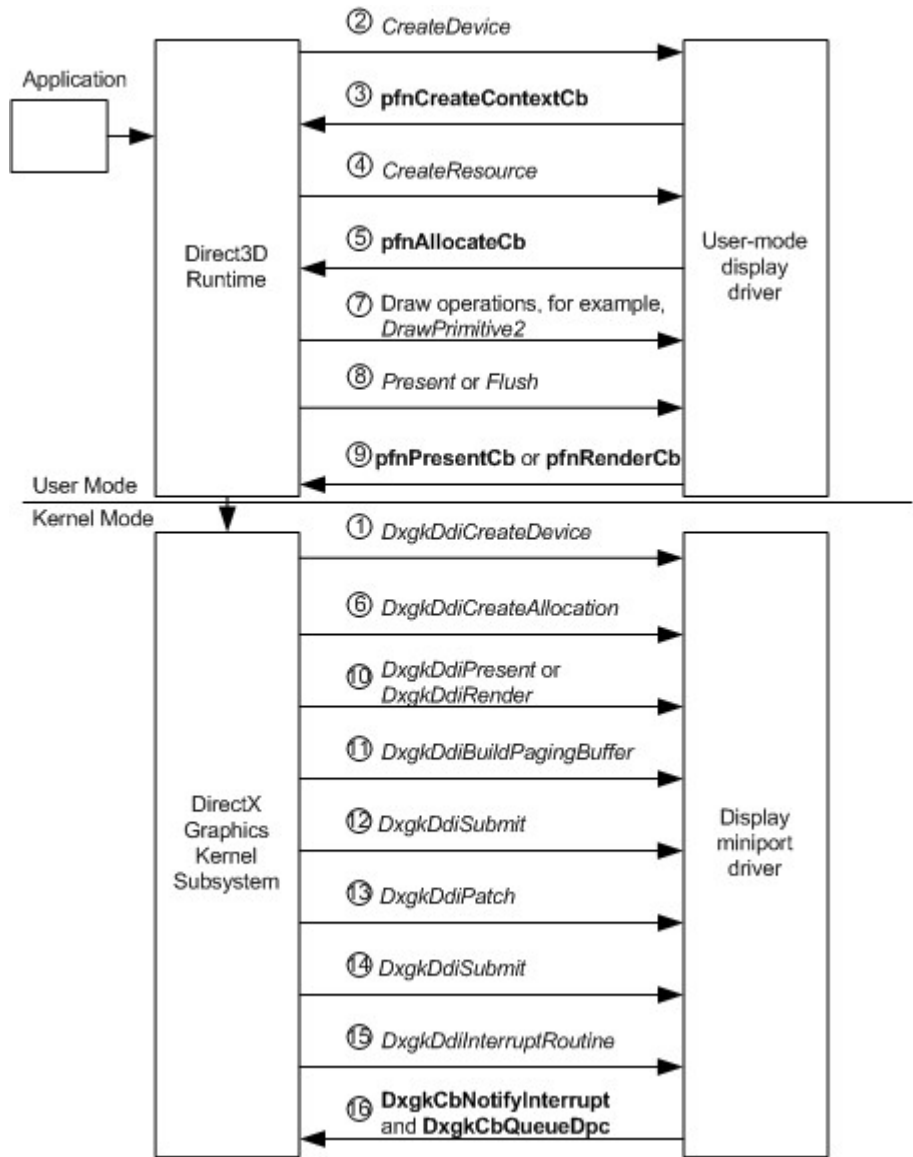 ② CreateDevice
Application
③ pfnCreateContextCb
④ CreateResource
⑤ pfnAllocateCb
Direct3D
Runtime
User-mode
display
driver
⑦ Draw operations, for example,
DrawPrimitive2
⑧ Present or Flush
⑨ pfnPresentCb or pfnRenderCb
User Mode
Kernel Mode
① DxgkDdiCreateDevice
⑥ DxgkDdiCreateAllocation
⑩ DxgkDdiPresent or
DxgkDdiRender
⑪ DxgkDdiBuildPagingBuffer
DirectX
Graphics
Kernel
Subsystem
⑫ DxgkDdiSubmit
Display
miniport
driver
⑬ DxgkDdiPatch
⑭ DxgkDdiSubmit
⑮ DxgkDdiInterruptRoutine
⑯ DxgkCbNotifyInterrupt
and DxgkCbQueueDpc